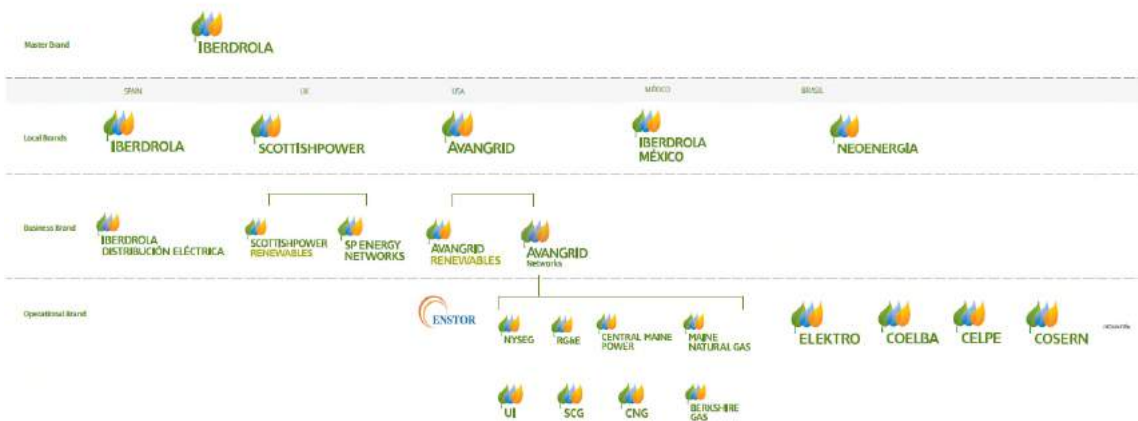 Master Brand
IBERDROLA
SPAIN
UK
USA
MÉXICO
BRASIL
Local Brands
IBERDROLA
SCOTTISHPOWER
AVANGRID
IBERDROLA
MÉXICO
NEOENERGIA
Business Brand
IBERDROLA
DISTRIBUCIÓN ELÉCTRICA
SCOTTISHPOWER
RENEWABLES
SP ENERGY
NETWORKS
AVANGRID
RENEWABLES
AVANGRID
Networks
Operational Brand
ENSTOR
NYSEG
RG&E
CENTRAL MAINE
POWER
MAINE
NATURAL GAS
ELEKTRO
COELBA
CELPE
COSERN
UI
SCG
CNG
BERKSHIRE
GAS